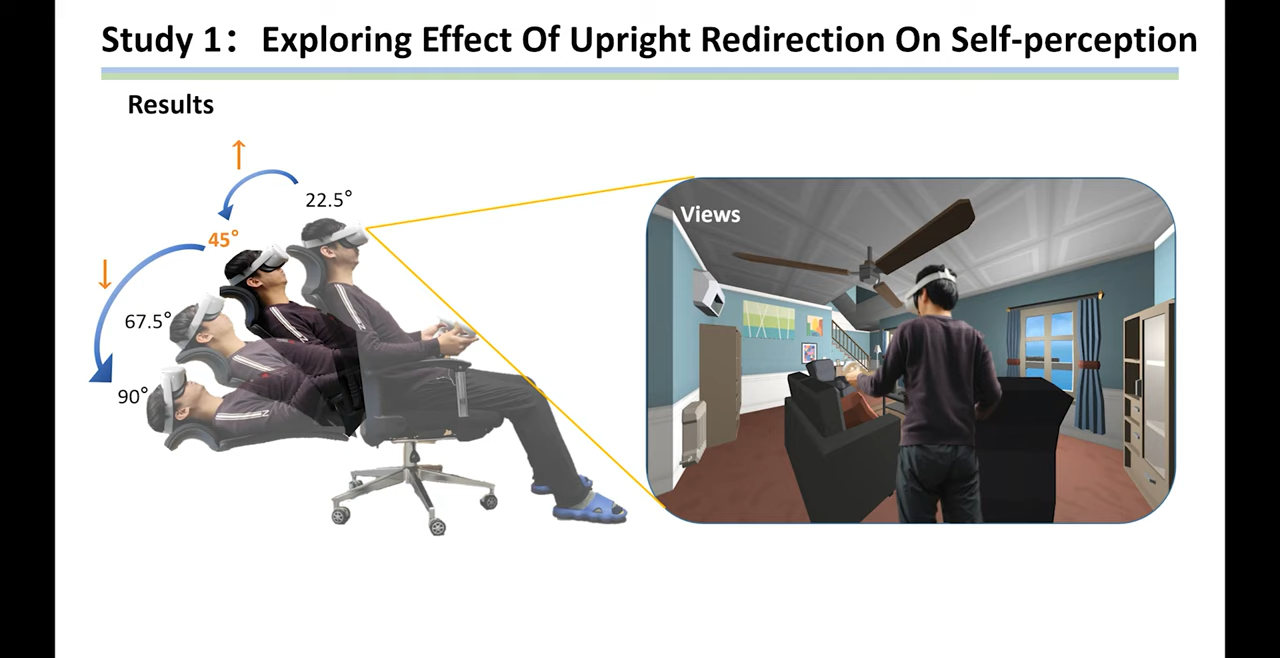 Study 1： Exploring Effect Of Upright Redirection On Self-perception
Results
22.5°
45°
67.5°
90°
Views